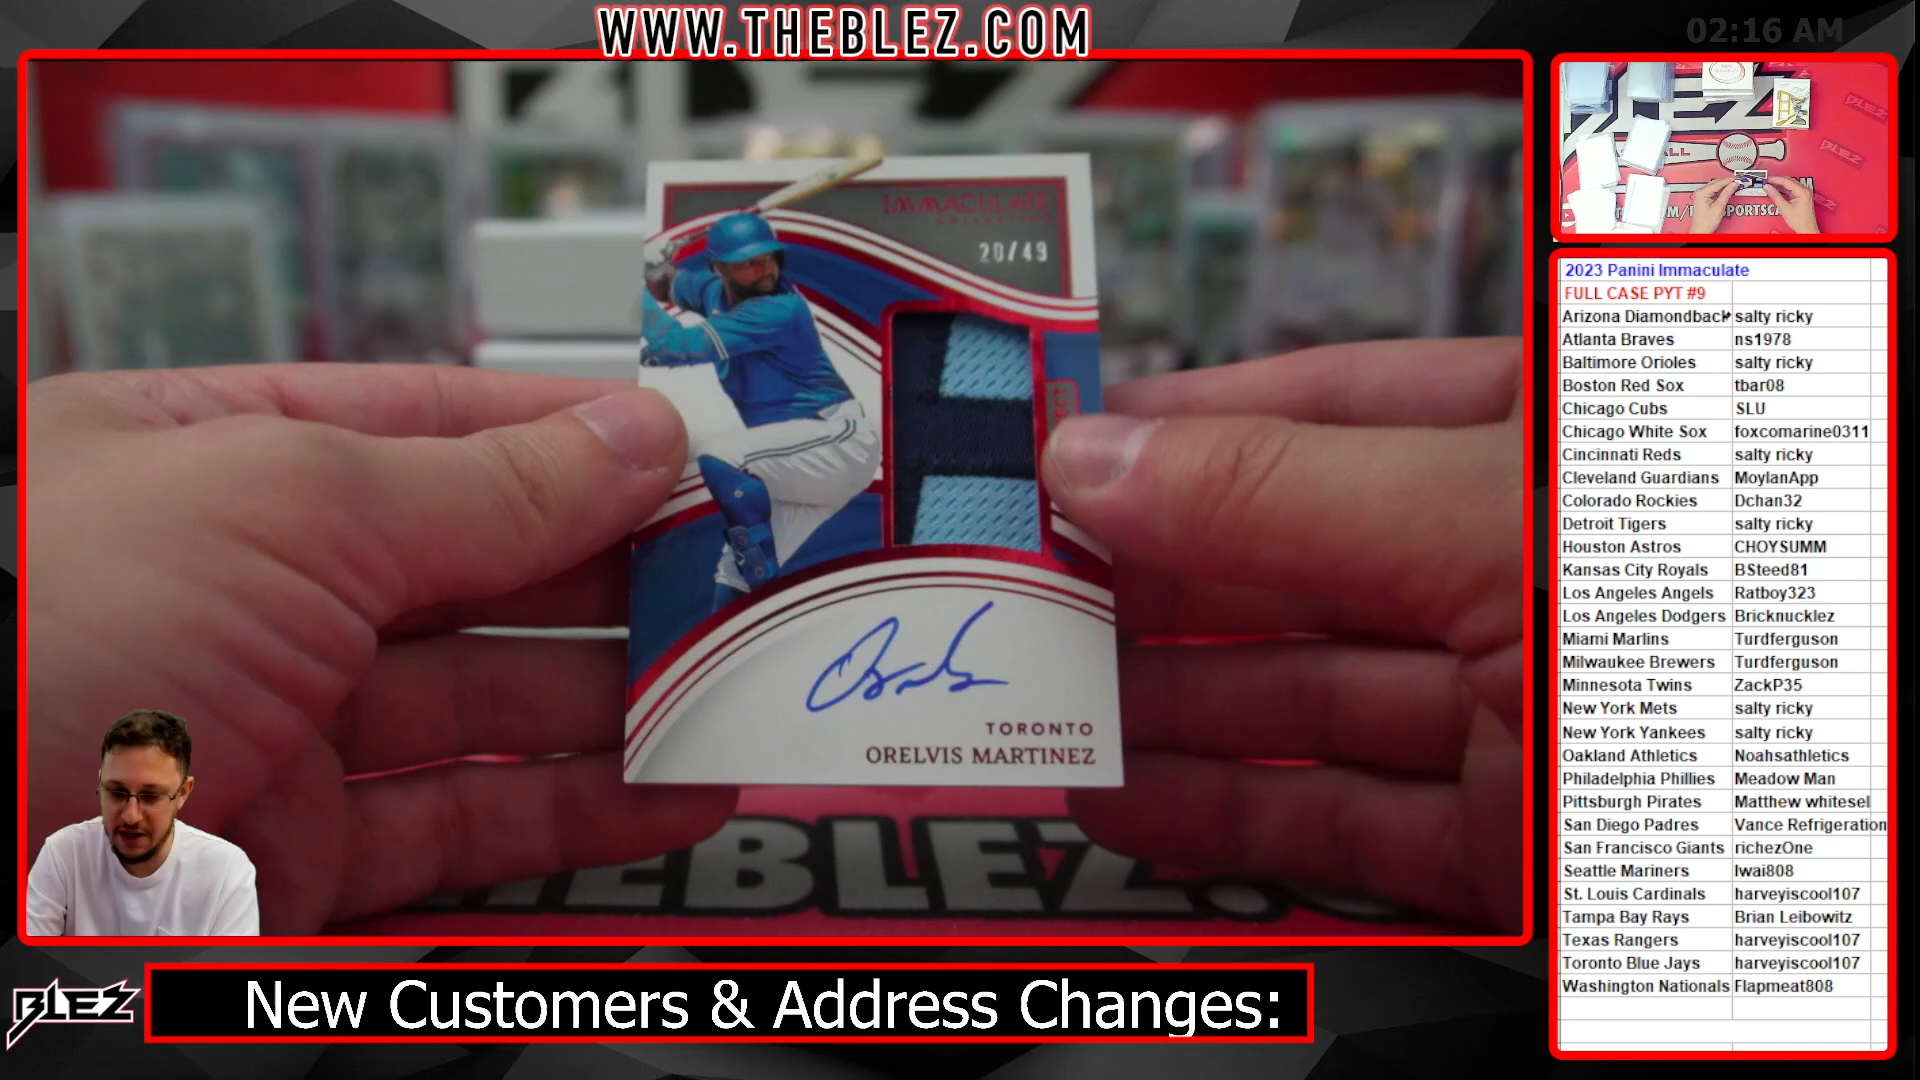 WWW.THEBLEZ.COM
02:16 AM
IMMACULATE
COLLECTION
20/49
TORONTO
ORELVIS MARTINEZ
THEBLEZ.C
BLEZ
BLEZ
2023 Panini Immaculate
FULL CASE PYT #9
Arizona Diamondback salty ricky
Atlanta Braves ns1978
Baltimore Orioles salty ricky
Boston Red Sox tbar08
Chicago Cubs SLU
Chicago White Sox foxcomarine0311
Cincinnati Reds salty ricky
Cleveland Guardians MoylanApp
Colorado Rockies Dchan32
Detroit Tigers salty ricky
Houston Astros CHOYSUMM
Kansas City Royals BSteed81
Los Angeles Angels Ratboy323
Los Angeles Dodgers Bricknucklez
Miami Marlins Turdferguson
Milwaukee Brewers Turdferguson
Minnesota Twins ZackP35
New York Mets salty ricky
New York Yankees salty ricky
Oakland Athletics Noahsathletics
Philadelphia Phillies Meadow Man
Pittsburgh Pirates Matthew whitesel
San Diego Padres Vance Refrigeration
San Francisco Giants richezOne
Seattle Mariners lwai808
St. Louis Cardinals harveyiscool107
Tampa Bay Rays Brian Leibowitz
Texas Rangers harveyiscool107
Toronto Blue Jays harveyiscool107
Washington Nationals Flapmeat808
BLEZ
New Customers & Address Changes: